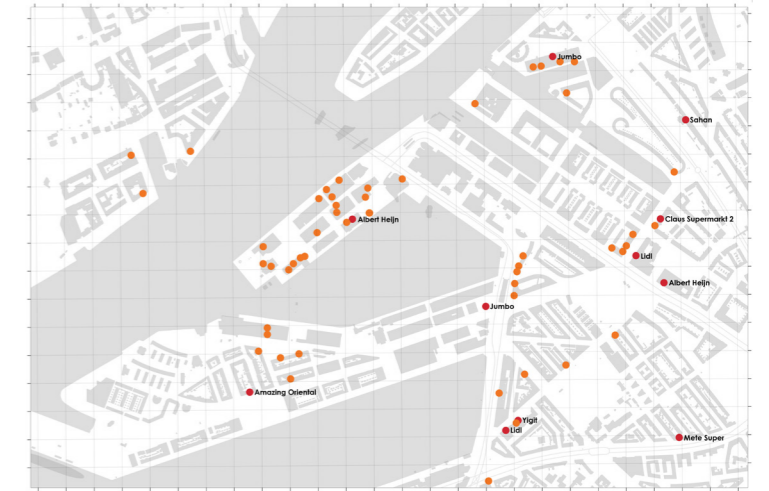 Jumbo
Sahan
Albert Heijn
Claus Supermarkt 2
Lidl
Albert Heijn
Jumbo
Amazing Oriental
Yigit
Lidl
Mete Super